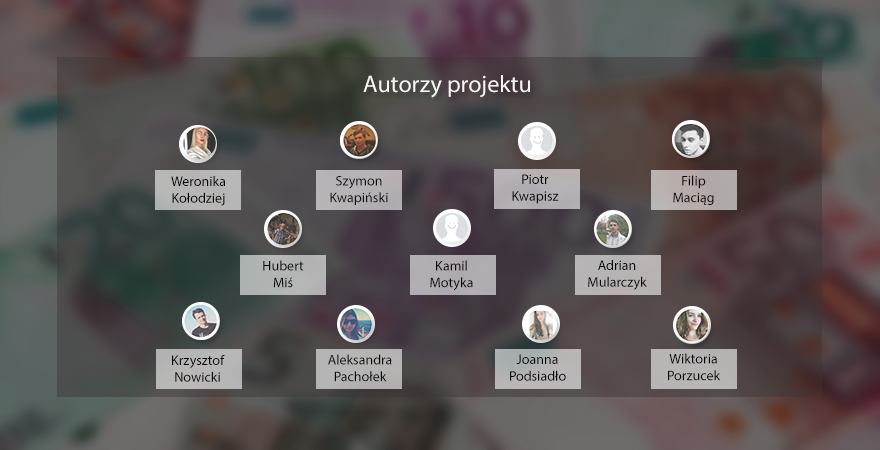 Autorzy projektu
Weronika
Kołodziej
Szymon
Kwapiński
Piotr
Kwapisz
Filip
Maciąg
Hubert
Miś
Kamil
Motyka
Adrian
Mularczyk
Krzysztof
Nowicki
Aleksandra
Pachołek
Joanna
Podsiadło
Wiktoria
Porzucek